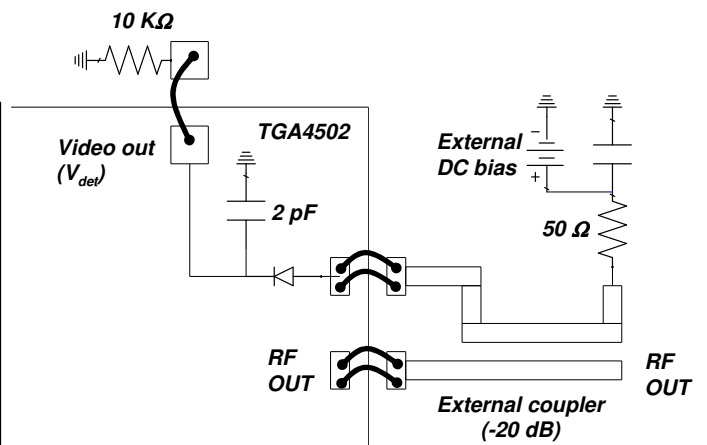 10 KΩ
TGA4502
Video out
(Vdet)
2 pF
External
DC bias
−
+
50 Ω
RF
OUT
RF
OUT
External coupler
(-20 dB)